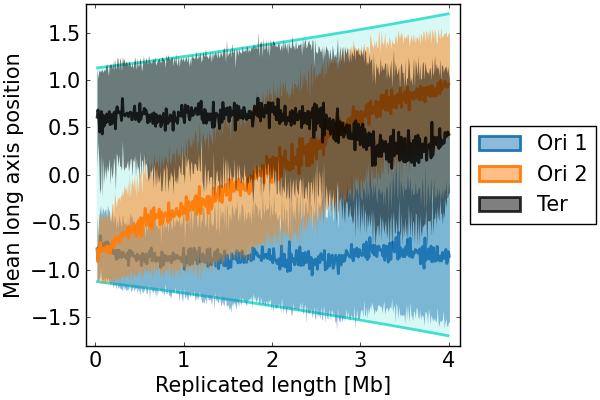 Mean long axis position
1.5
1.0
0.5
0.0
−0.5
−1.0
−1.5
0
1
2
3
4
Replicated length [Mb]
Ori 1
Ori 2
Ter